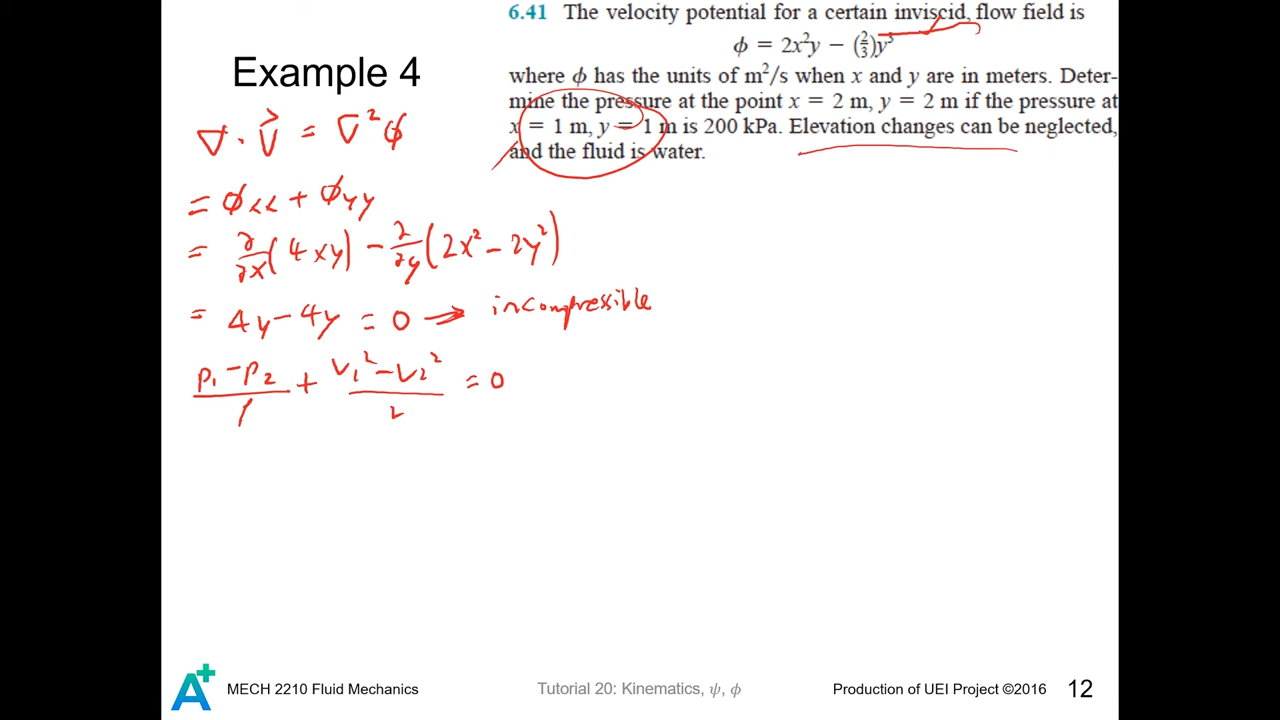 6.41 The velocity potential for a certain inviscid, flow field is
ϕ = 2x²y − (2/3)y³
where ϕ has the units of m²/s when x and y are in meters. Deter-
mine the pressure at the point x = 2 m, y = 2 m if the pressure at
x = 1 m, y = 1 m is 200 kPa. Elevation changes can be neglected,
and the fluid is water.
Example 4
∇ · V⃗ = ∇²ϕ
= ϕxx + ϕyy
= ∂/∂x (4xy) − ∂/∂y (2x² − 2y²)
= 4y − 4y = 0 → incompressible
(p₁ − p₂)/ρ + (V₁² − V₂²)/2 = 0
A+
MECH 2210 Fluid Mechanics
Tutorial 20: Kinematics, ψ, ϕ
Production of UEI Project ©2016
12